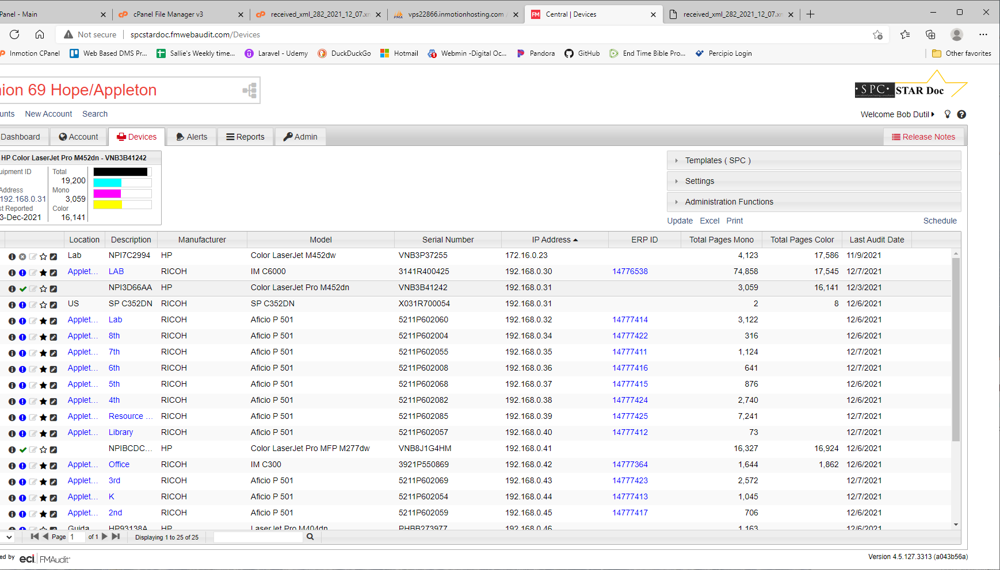 Panel - Main
cPanel File Manager v3
received_xml_282_2021_12_07.xn
vps22866.inmotionhosting.com /
Central | Devices
received_xml_282_2021_12_07.xn
Not secure spcstardoc.fmwebaudit.com/Devices
Inmotion CPanel
Web Based DMS Pr...
Sallie's Weekly time...
Laravel - Udemy
DuckDuckGo
Hotmail
Webmin -Digital Oc...
Pandora
GitHub
End Time Bible Pro...
Percipio Login
Other favorites
ion 69 Hope/Appleton
SPC STAR Doc
unts New Account Search
Welcome Bob Dutil
Dashboard Account Devices Alerts Reports Admin Release Notes
HP Color LaserJet Pro M452dn - VNB3B41242
uipment ID Total
19,200
Address Mono
192.168.0.31 3,059
st Reported Color
3-Dec-2021 16,141
Templates ( SPC )
Settings
Administration Functions
Update Excel Print Schedule
Location Description Manufacturer Model Serial Number IP Address ERP ID Total Pages Mono Total Pages Color Last Audit Date
Lab NPI7C2994 HP Color LaserJet M452dw VNB3P37255 172.16.0.23 4,123 17,586 11/9/2021
Applet... LAB RICOH IM C6000 3141R400425 192.168.0.30 14776538 74,858 17,545 12/7/2021
NPI3D66AA HP Color LaserJet Pro M452dn VNB3B41242 192.168.0.31 3,059 16,141 12/3/2021
US SP C352DN RICOH SP C352DN X031R700054 192.168.0.31 2 8 12/6/2021
Applet... Lab RICOH Aficio P 501 5211P602060 192.168.0.32 14777414 3,122 12/6/2021
Applet... 8th RICOH Aficio P 501 5211P602004 192.168.0.34 14777422 316 12/6/2021
Applet... 7th RICOH Aficio P 501 5211P602055 192.168.0.35 14777411 1,124 12/7/2021
Applet... 6th RICOH Aficio P 501 5211P602008 192.168.0.36 14777416 641 12/7/2021
Applet... 5th RICOH Aficio P 501 5211P602068 192.168.0.37 14777415 876 12/6/2021
Applet... 4th RICOH Aficio P 501 5211P602082 192.168.0.38 14777424 2,740 12/6/2021
Applet... Resource ... RICOH Aficio P 501 5211P602085 192.168.0.39 14777425 7,241 12/7/2021
Applet... Library RICOH Aficio P 501 5211P602057 192.168.0.40 14777412 73 12/7/2021
NPIBCDC... HP Color LaserJet Pro MFP M277dw VNB8J1G4HM 192.168.0.41 16,327 16,924 12/6/2021
Applet... Office RICOH IM C300 3921P550869 192.168.0.42 14777364 1,644 1,862 12/6/2021
Applet... 3rd RICOH Aficio P 501 5211P602069 192.168.0.43 14777423 2,572 12/7/2021
Applet... K RICOH Aficio P 501 5211P602054 192.168.0.44 14777413 1,045 12/7/2021
Applet... 2nd RICOH Aficio P 501 5211P602059 192.168.0.45 14777417 706 12/6/2021
Guida HP93138A HP LaserJet Pro M404dn PHBB273977 192.168.0.46 1,163 12/6/2021
Page 1 of 1 Displaying 1 to 25 of 25
ed by eci FMAudit
Version 4.5.127.3313 (a043b56a)